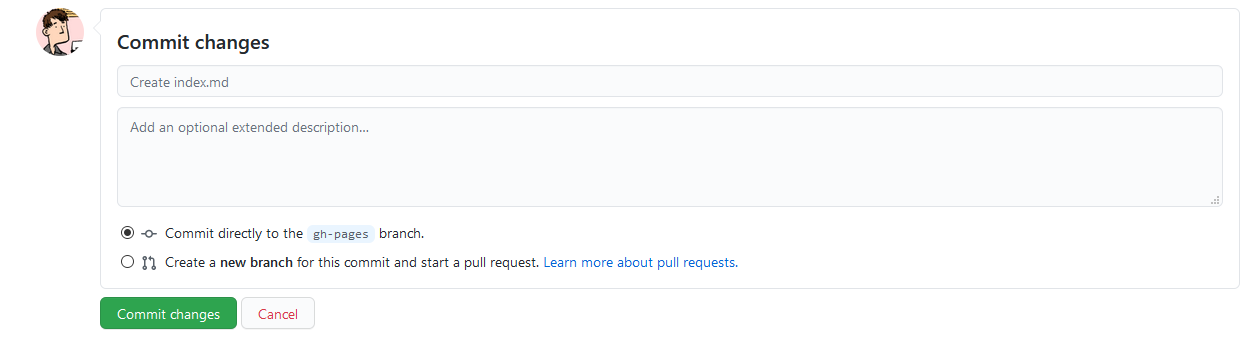 Commit changes
Create index.md
Add an optional extended description...
Commit directly to the gh-pages branch.
Create a new branch for this commit and start a pull request. Learn more about pull requests.
Commit changes Cancel